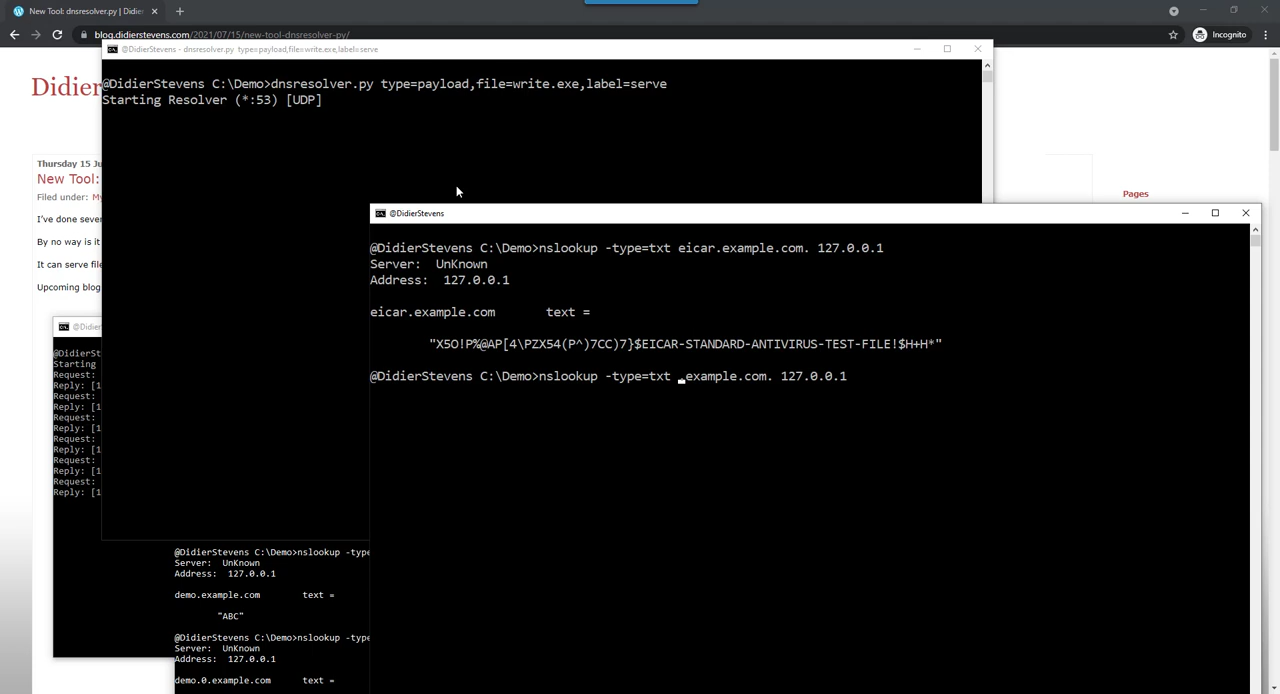 New Tool: dnsresolver.py | Didier
blog.didierstevens.com/2021/07/15/new-tool-dnsresolver-py/
Incognito
@DidierStevens - dnsresolver.py type=payload,file=write.exe,label=serve
Didier
@DidierStevens C:\Demo>dnsresolver.py type=payload,file=write.exe,label=serve
Starting Resolver (*:53) [UDP]
Thursday 15 Ju
New Tool:
Filed under: My
I've done seve
By no way is it
It can serve file
Upcoming blog
Pages
@DidierStevens
@DidierStevens C:\Demo>nslookup -type=txt eicar.example.com. 127.0.0.1
Server:  UnKnown
Address:  127.0.0.1
eicar.example.com       text =
"X5O!P%@AP[4\PZX54(P^)7CC)7}$EICAR-STANDARD-ANTIVIRUS-TEST-FILE!$H+H*"
@DidierStevens C:\Demo>nslookup -type=txt .example.com. 127.0.0.1
@Didier
@DidierSt
Starting
Request:
Reply: [1
Request:
Reply: [1
Request:
Reply: [1
Request:
Reply: [1
Request:
Reply: [1
Request:
Reply: [1
@DidierStevens C:\Demo>nslookup -type
Server:  UnKnown
Address:  127.0.0.1
demo.example.com        text =
"ABC"
@DidierStevens C:\Demo>nslookup -type
Server:  UnKnown
Address:  127.0.0.1
demo.0.example.com      text =